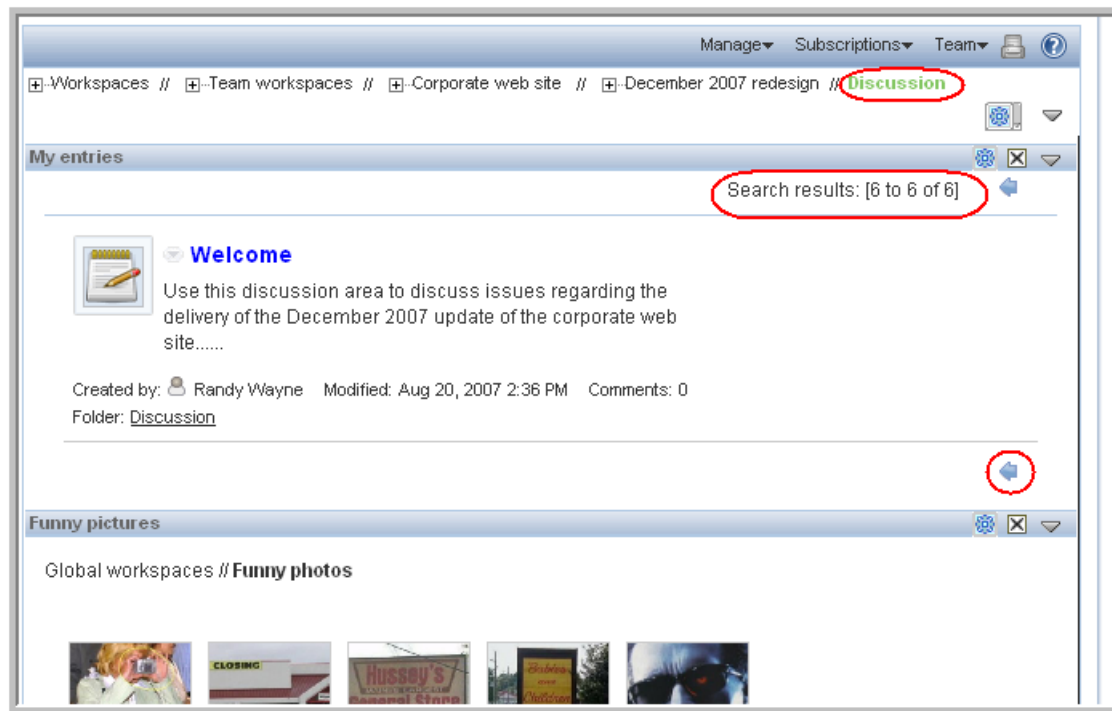 Manage Subscriptions Team
Workspaces // Team workspaces // Corporate web site // December 2007 redesign // Discussion
My entries
Search results: [6 to 6 of 6]
Welcome
Use this discussion area to discuss issues regarding the
delivery of the December 2007 update of the corporate web
site......
Created by: Randy Wayne Modified: Aug 20, 2007 2:36 PM Comments: 0
Folder: Discussion
Funny pictures
Global workspaces // Funny photos
CLOSING
Hussey's
General Store
Babies
and
Children